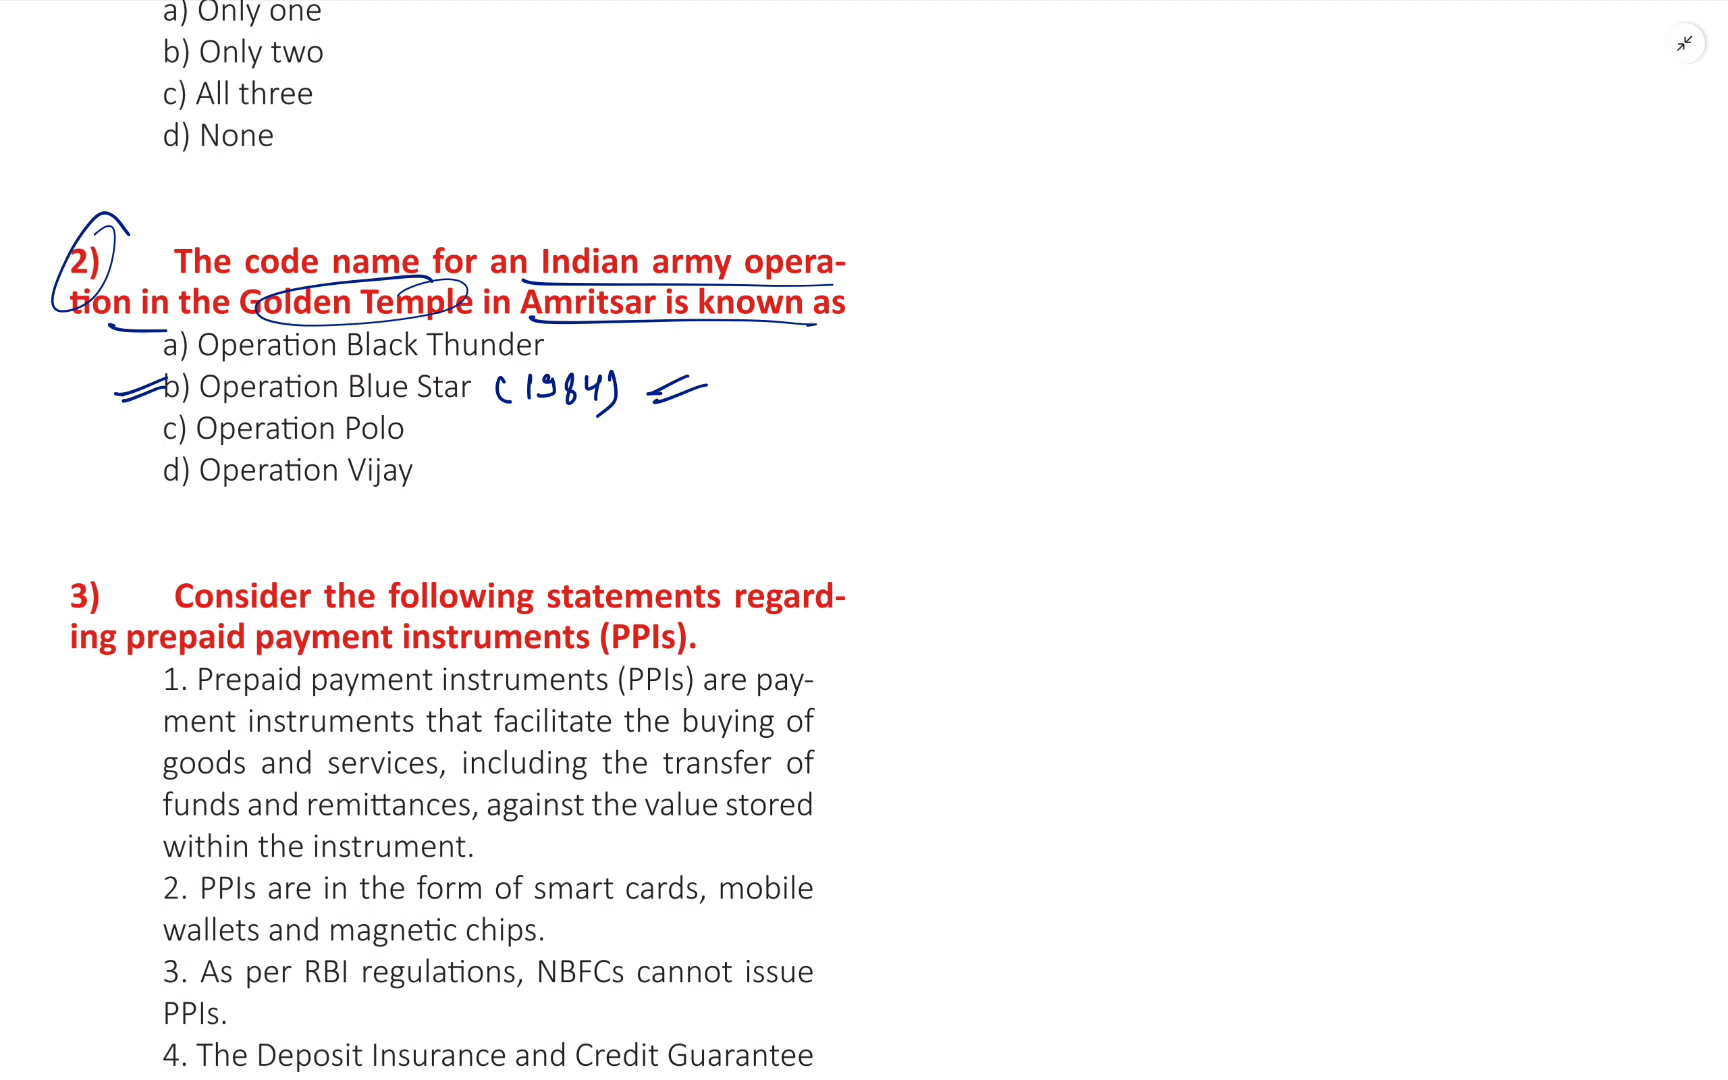 a) Only one
b) Only two
c) All three
d) None
2) The code name for an Indian army opera-
tion in the Golden Temple in Amritsar is known as
a) Operation Black Thunder
b) Operation Blue Star (1984)
c) Operation Polo
d) Operation Vijay
3) Consider the following statements regard-
ing prepaid payment instruments (PPIs).
1. Prepaid payment instruments (PPIs) are pay-
ment instruments that facilitate the buying of
goods and services, including the transfer of
funds and remittances, against the value stored
within the instrument.
2. PPIs are in the form of smart cards, mobile
wallets and magnetic chips.
3. As per RBI regulations, NBFCs cannot issue
PPIs.
4. The Deposit Insurance and Credit Guarantee